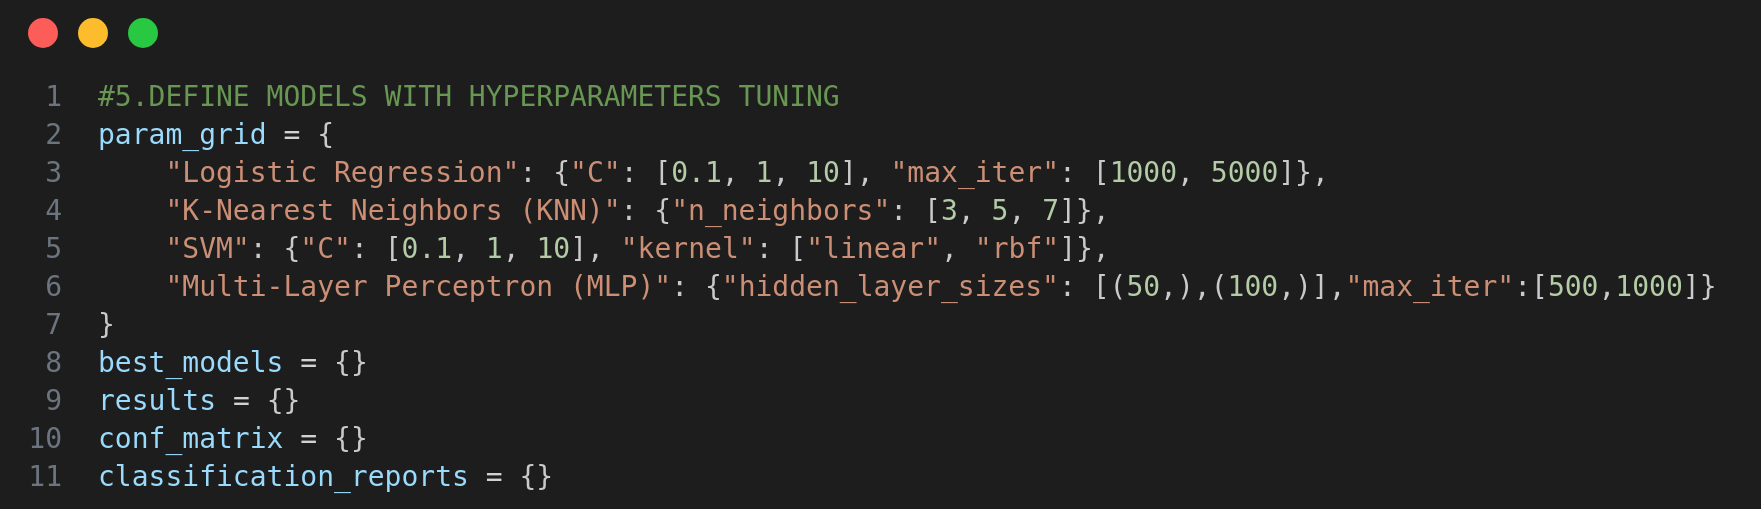 1 #5.DEFINE MODELS WITH HYPERPARAMETERS TUNING
2 param_grid = {
3     "Logistic Regression": {"C": [0.1, 1, 10], "max_iter": [1000, 5000]},
4     "K-Nearest Neighbors (KNN)": {"n_neighbors": [3, 5, 7]},
5     "SVM": {"C": [0.1, 1, 10], "kernel": ["linear", "rbf"]},
6     "Multi-Layer Perceptron (MLP)": {"hidden_layer_sizes": [(50,),(100,)],"max_iter":[500,1000]}
7 }
8 best_models = {}
9 results = {}
10 conf_matrix = {}
11 classification_reports = {}